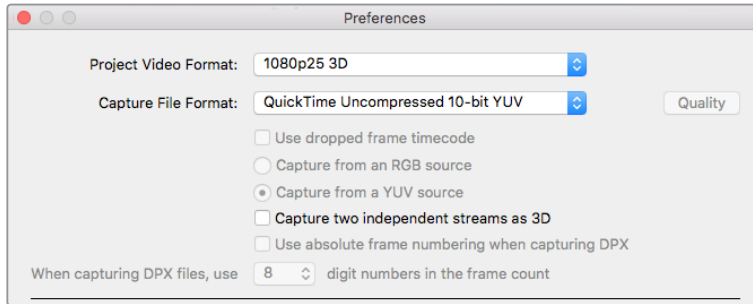 Preferences
Project Video Format: 1080p25 3D
Capture File Format: QuickTime Uncompressed 10-bit YUV Quality
Use dropped frame timecode
Capture from an RGB source
Capture from a YUV source
Capture two independent streams as 3D
Use absolute frame numbering when capturing DPX
When capturing DPX files, use 8 digit numbers in the frame count